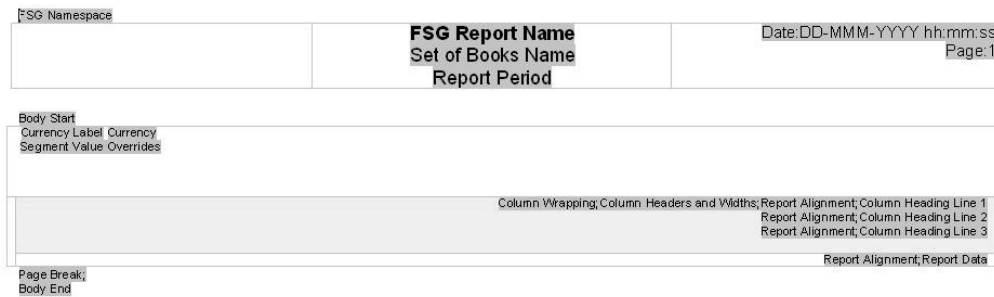 FSG Namespace
FSG Report Name
Set of Books Name
Report Period
Date:DD-MMM-YYYY hh:mm:ss
Page:1
Body Start
Currency Label Currency
Segment Value Overrides
Column Wrapping;Column Headers and Widths;Report Alignment;Column Heading Line 1
Report Alignment;Column Heading Line 2
Report Alignment;Column Heading Line 3
Report Alignment;Report Data
Page Break;
Body End